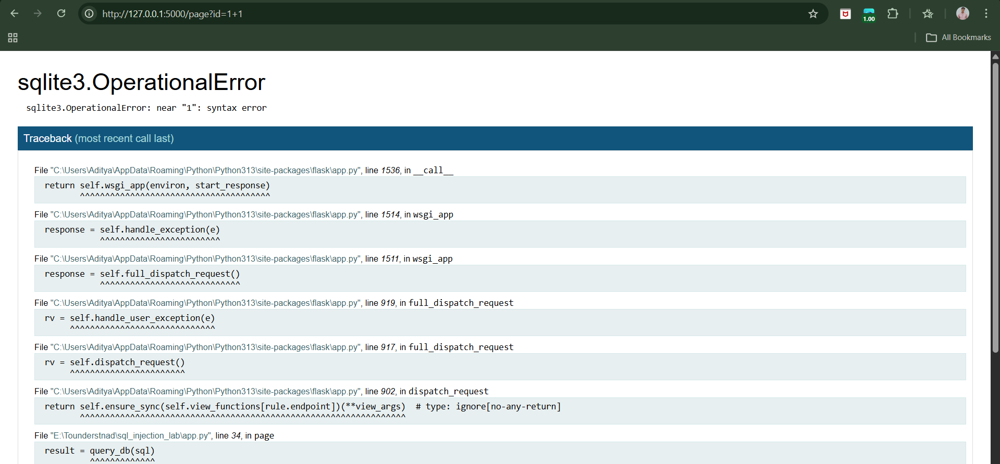 http://127.0.0.1:5000/page?id=1+1
1.00
All Bookmarks
sqlite3.OperationalError
sqlite3.OperationalError: near "1": syntax error
Traceback (most recent call last)
File "C:\Users\Aditya\AppData\Roaming\Python\Python313\site-packages\flask\app.py", line 1536, in __call__
return self.wsgi_app(environ, start_response)
^^^^^^^^^^^^^^^^^^^^^^^^^^^^^^^^^^^^^^
File "C:\Users\Aditya\AppData\Roaming\Python\Python313\site-packages\flask\app.py", line 1514, in wsgi_app
response = self.handle_exception(e)
^^^^^^^^^^^^^^^^^^^^^^^^
File "C:\Users\Aditya\AppData\Roaming\Python\Python313\site-packages\flask\app.py", line 1511, in wsgi_app
response = self.full_dispatch_request()
^^^^^^^^^^^^^^^^^^^^^^^^^^^^
File "C:\Users\Aditya\AppData\Roaming\Python\Python313\site-packages\flask\app.py", line 919, in full_dispatch_request
rv = self.handle_user_exception(e)
^^^^^^^^^^^^^^^^^^^^^^^^^^^^^
File "C:\Users\Aditya\AppData\Roaming\Python\Python313\site-packages\flask\app.py", line 917, in full_dispatch_request
rv = self.dispatch_request()
^^^^^^^^^^^^^^^^^^^^^^^
File "C:\Users\Aditya\AppData\Roaming\Python\Python313\site-packages\flask\app.py", line 902, in dispatch_request
return self.ensure_sync(self.view_functions[rule.endpoint])(**view_args)  # type: ignore[no-any-return]
^^^^^^^^^^^^^^^^^^^^^^^^^^^^^^^^^^^^^^^^^^^^^^^^^^^^^^^^^^^^^^^^^
File "E:\Tounderstnad\sql_injection_lab\app.py", line 34, in page
result = query_db(sql)
^^^^^^^^^^^^^